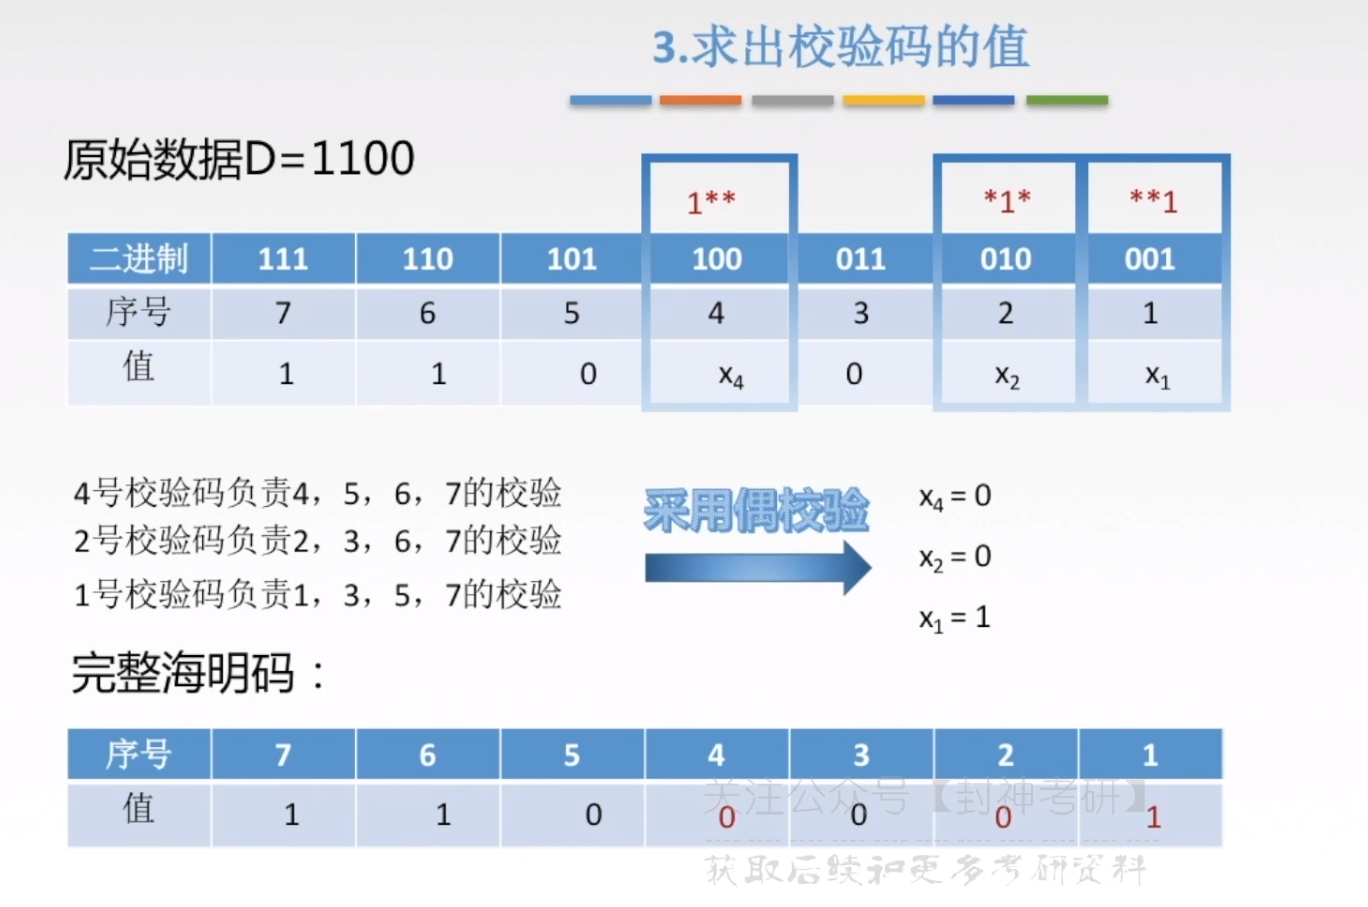 3.求出校验码的值
原始数据D=1100
1** *1* **1
二进制 111 110 101 100 011 010 001
序号 7 6 5 4 3 2 1
值 1 1 0 x₄ 0 x₂ x₁
4号校验码负责4，5，6，7的校验
2号校验码负责2，3，6，7的校验
1号校验码负责1，3，5，7的校验
采用偶校验
x₄ = 0
x₂ = 0
x₁ = 1
完整海明码：
序号 7 6 5 4 3 2 1
值 1 1 0 0 0 0 1
关注公众号【封神考研】
获取后续和更多考研资料